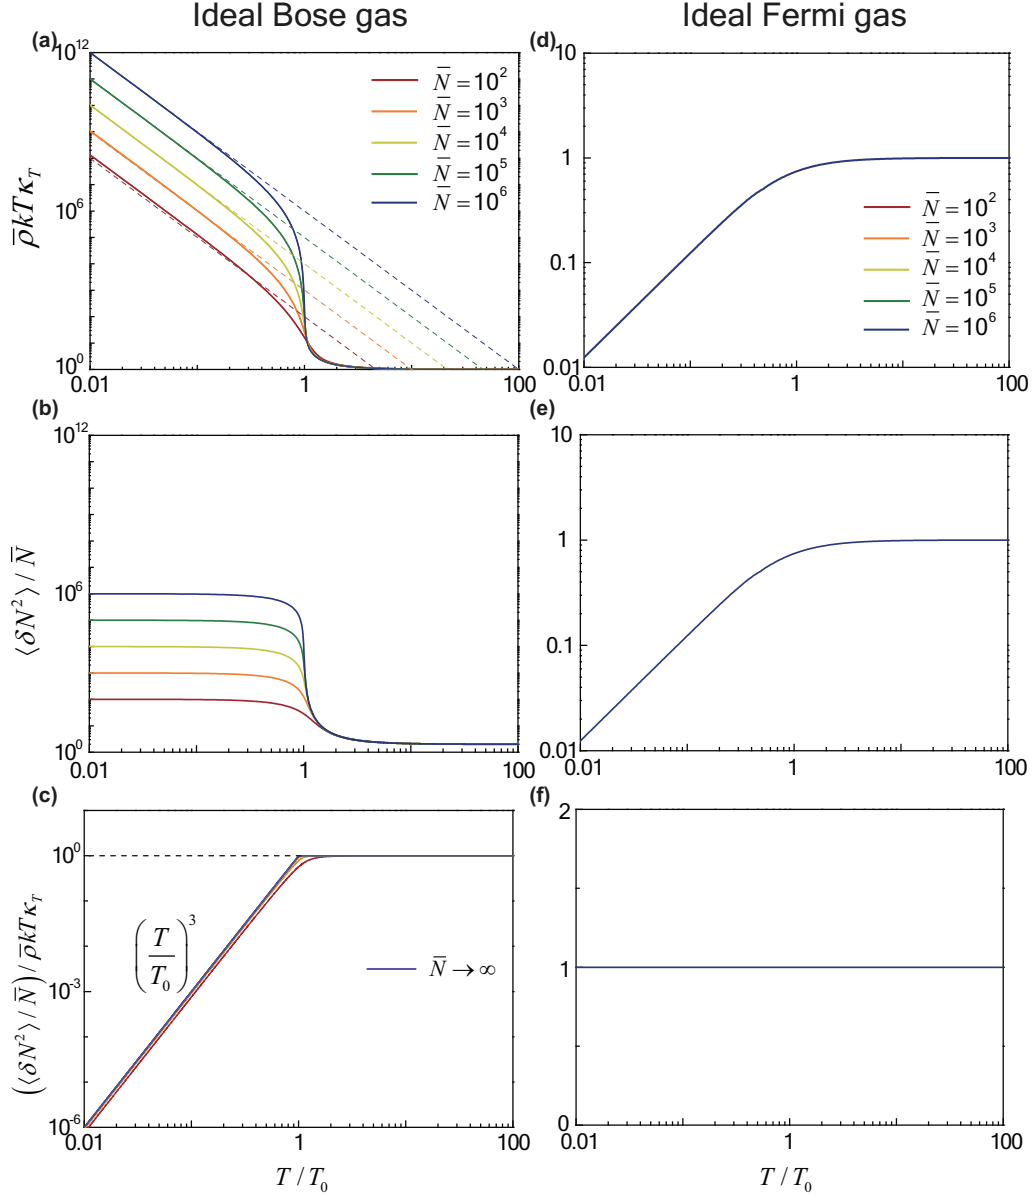 Ideal Bose gas
Ideal Fermi gas
(a)
10^12
10^6
10^0
ρ̄kTκ_T
N̄ = 10^2
N̄ = 10^3
N̄ = 10^4
N̄ = 10^5
N̄ = 10^6
0.01
1
100
(d)
10
1
0.1
0.01
N̄ = 10^2
N̄ = 10^3
N̄ = 10^4
N̄ = 10^5
N̄ = 10^6
0.01
1
100
(b)
10^12
10^6
10^0
⟨δN^2⟩ / N̄
0.01
1
100
(e)
10
1
0.1
0.01
0.01
1
100
(c)
10^0
10^-3
10^-6
(⟨δN^2⟩ / N̄) / ρ̄kTκ_T
(T/T_0)^3
N̄ → ∞
0.01
1
100
T / T_0
(f)
2
1
0
0.01
1
100
T / T_0